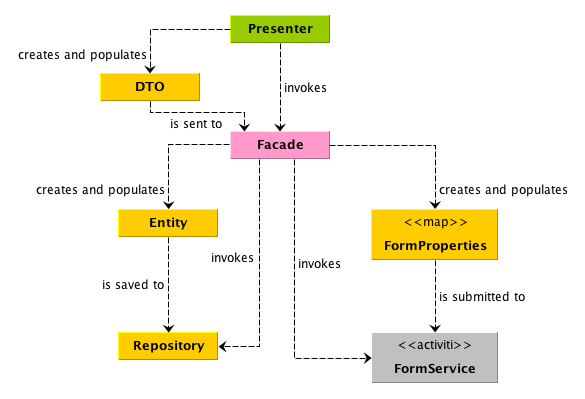 Presenter
creates and populates
DTO
invokes
is sent to
Facade
creates and populates
creates and populates
Entity
<<map>>
FormProperties
invokes
invokes
is saved to
is submitted to
Repository
<<activiti>>
FormService